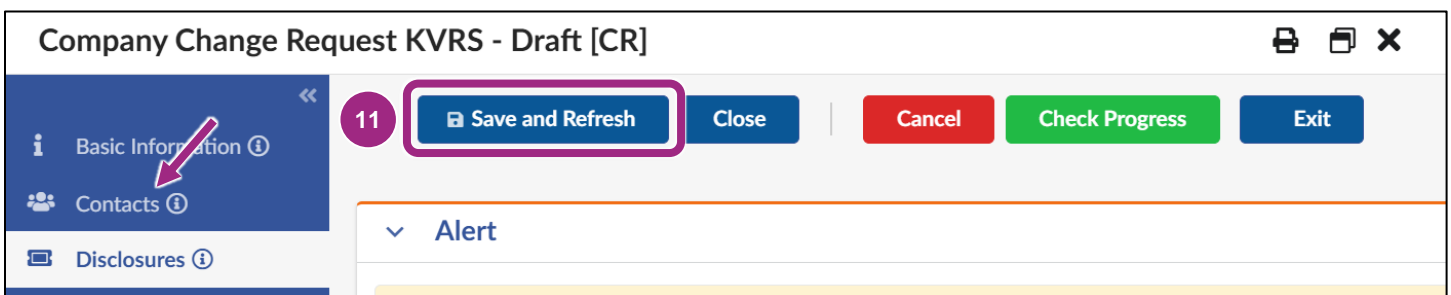 Company Change Request KVRS - Draft [CR]
11 Save and Refresh Close Cancel Check Progress Exit
Basic Information
Contacts
Alert
Disclosures